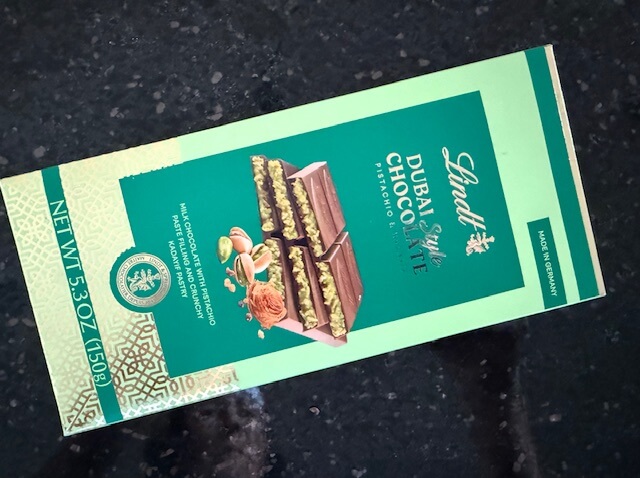 MADE IN GERMANY
Lindt
DUBAI Style
CHOCOLATE
PISTACHIO &
MILK CHOCOLATE WITH PISTACHIO
PASTE FILLING AND CRUNCHY
KADAYIF PASTRY
NET WT 5.3OZ (150g)